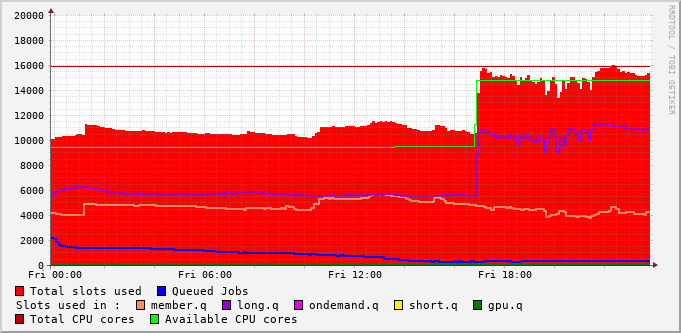 20000
18000
16000
14000
12000
10000
8000
6000
4000
2000
0
Fri 00:00 Fri 06:00 Fri 12:00 Fri 18:00
Total slots used Queued Jobs
Slots used in : member.q long.q ondemand.q short.q gpu.q
Total CPU cores Available CPU cores
RRDTOOL / TOBI OETIKER